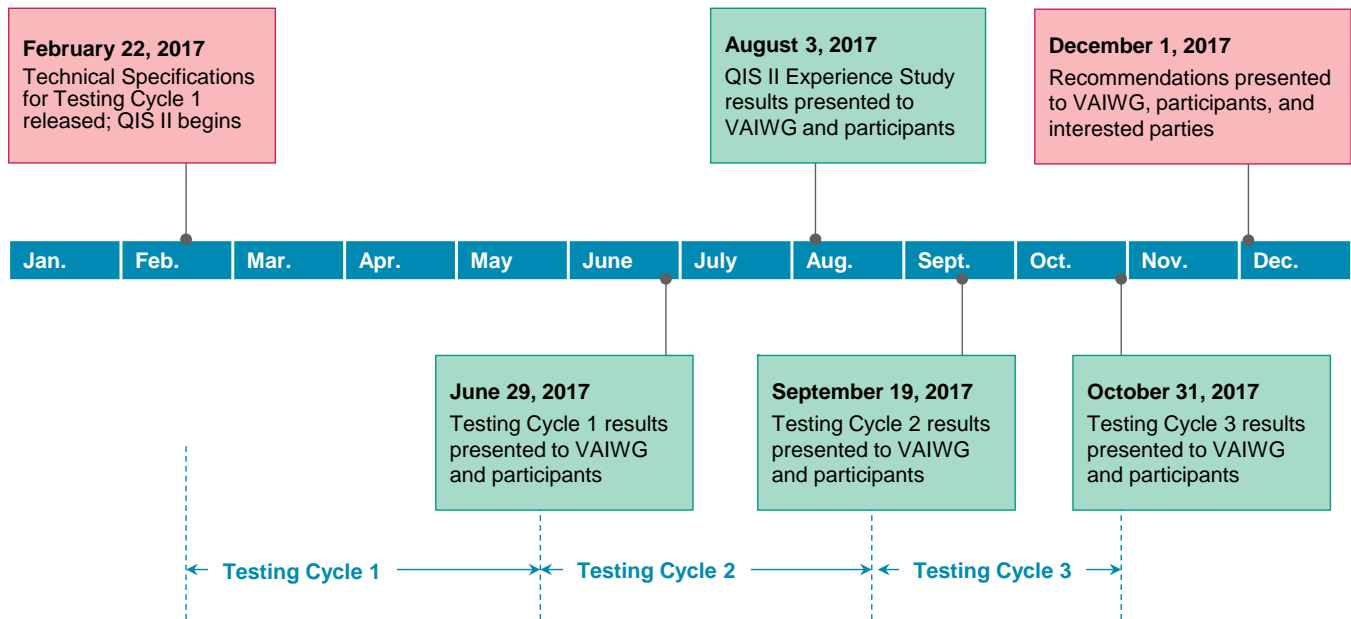 February 22, 2017
Technical Specifications
for Testing Cycle 1
released; QIS II begins
August 3, 2017
QIS II Experience Study
results presented to
VAIWG and participants
December 1, 2017
Recommendations presented
to VAIWG, participants, and
interested parties
Jan. Feb. Mar. Apr. May June July Aug. Sept. Oct. Nov. Dec.
June 29, 2017
Testing Cycle 1 results
presented to VAIWG
and participants
September 19, 2017
Testing Cycle 2 results
presented to VAIWG
and participants
October 31, 2017
Testing Cycle 3 results
presented to VAIWG
and participants
Testing Cycle 1 Testing Cycle 2 Testing Cycle 3